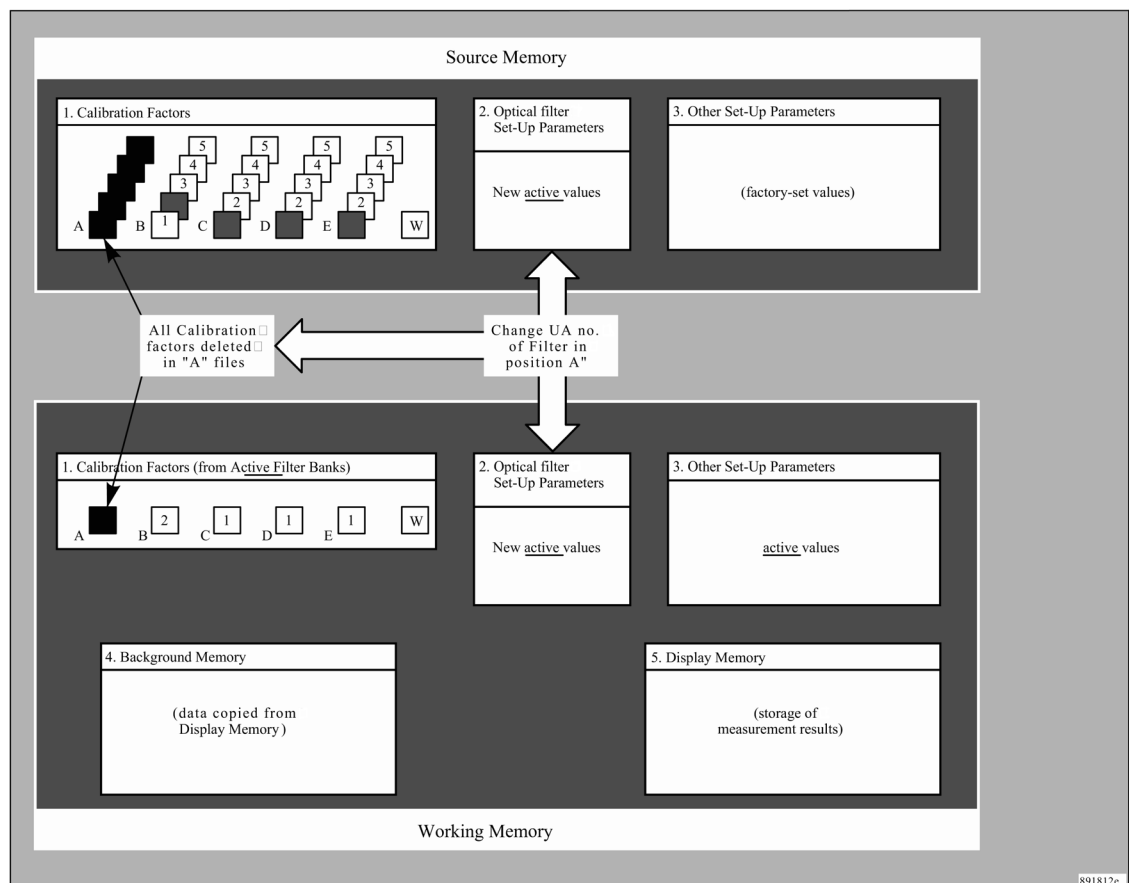 Source Memory
1. Calibration Factors
5 5 5 5
4 4 4 4
3 3 3 3
2 2 2
A B 1 C D E W
2. Optical filter
Set-Up Parameters
New active values
3. Other Set-Up Parameters
(factory-set values)
All Calibration
factors deleted
in "A" files
Change UA no.
of Filter in
position A"
1. Calibration Factors (from Active Filter Banks)
A B 2 C 1 D 1 E 1 W
2. Optical filter
Set-Up Parameters
New active values
3. Other Set-Up Parameters
active values
4. Background Memory
(data copied from
Display Memory)
5. Display Memory
(storage of
measurement results)
Working Memory
891812e